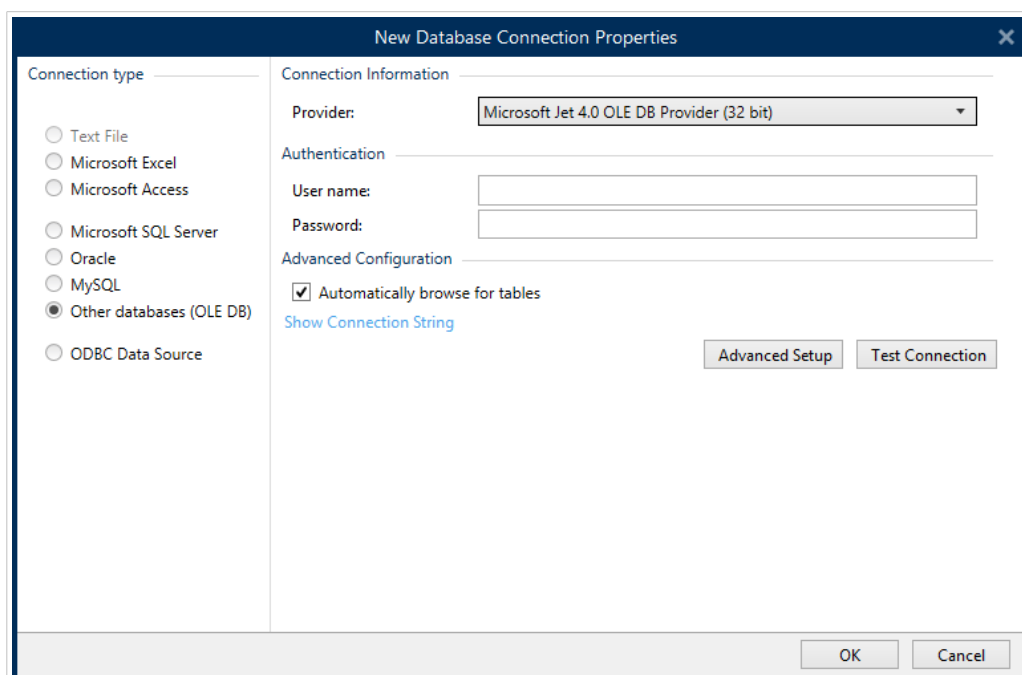 New Database Connection Properties
Connection type
Text File
Microsoft Excel
Microsoft Access
Microsoft SQL Server
Oracle
MySQL
Other databases (OLE DB)
ODBC Data Source
Connection Information
Provider:
Microsoft Jet 4.0 OLE DB Provider (32 bit)
Authentication
User name:
Password:
Advanced Configuration
Automatically browse for tables
Show Connection String
Advanced Setup
Test Connection
OK
Cancel